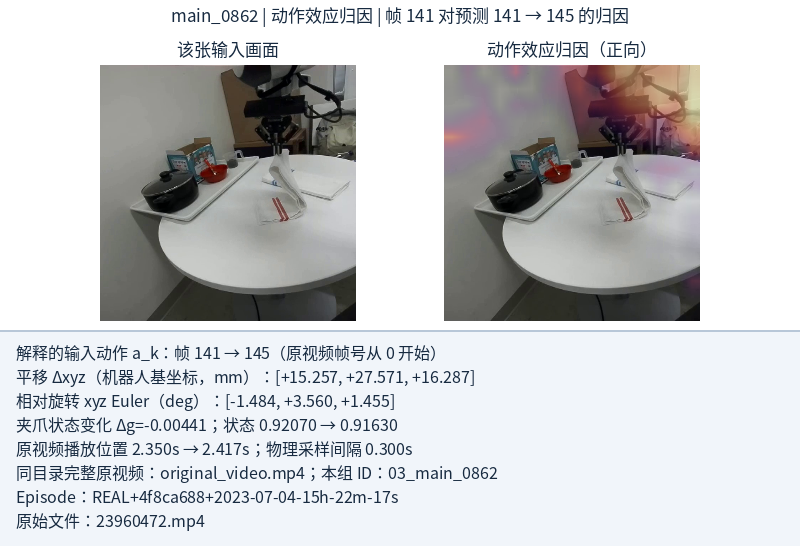 main_0862 | 动作效应归因 | 帧 141 对预测 141 → 145 的归因
该张输入画面
动作效应归因（正向）
解释的输入动作 a_k：帧 141 → 145（原视频帧号从 0 开始）
平移 Δxyz（机器人基坐标，mm）：[+15.257, +27.571, +16.287]
相对旋转 xyz Euler（deg）：[-1.484, +3.560, +1.455]
夹爪状态变化 Δg=-0.00441；状态 0.92070 → 0.91630
原视频播放位置 2.350s → 2.417s；物理采样间隔 0.300s
同目录完整原视频：original_video.mp4；本组 ID：03_main_0862
Episode：REAL+4f8ca688+2023-07-04-15h-22m-17s
原始文件：23960472.mp4